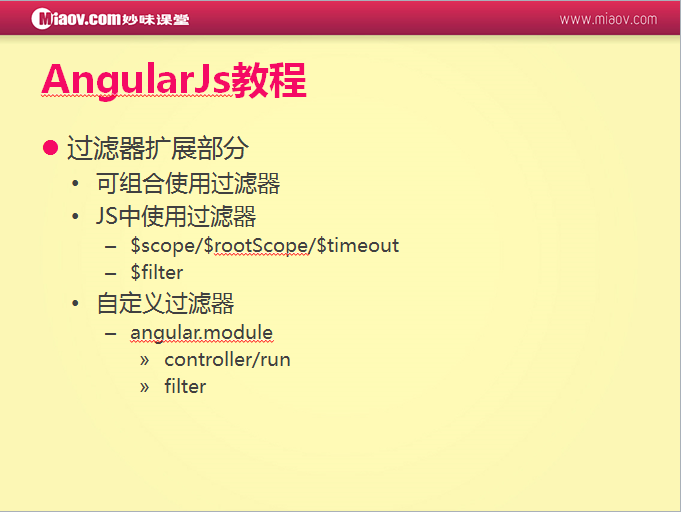 Miaov.com妙味课堂
www.miaov.com
AngularJs教程
过滤器扩展部分
• 可组合使用过滤器
• JS中使用过滤器
– $scope/$rootScope/$timeout
– $filter
• 自定义过滤器
– angular.module
» controller/run
» filter